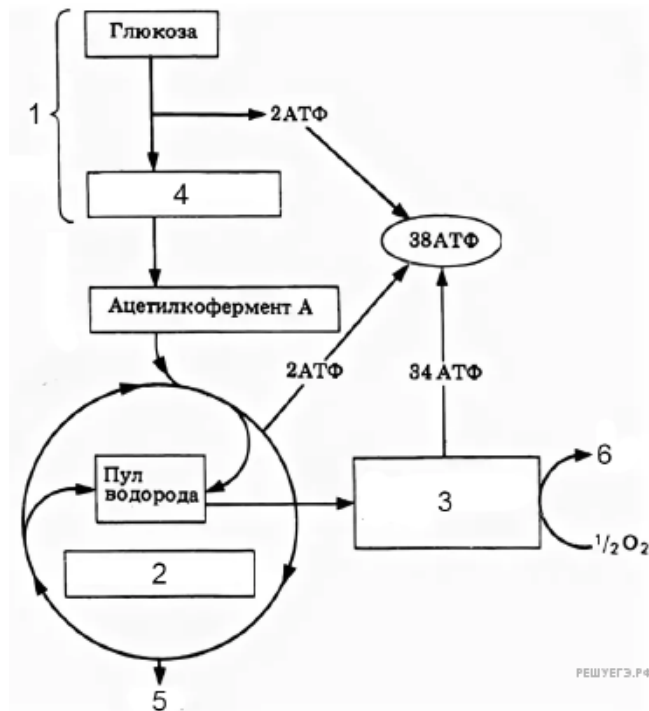 Глюкоза
1
2АТФ
4
38АТФ
Ацетилкофермент А
2АТФ
34 АТФ
Пул
водорода
3
6
1/2 O2
2
5
РЕШУЕГЭ.РФ